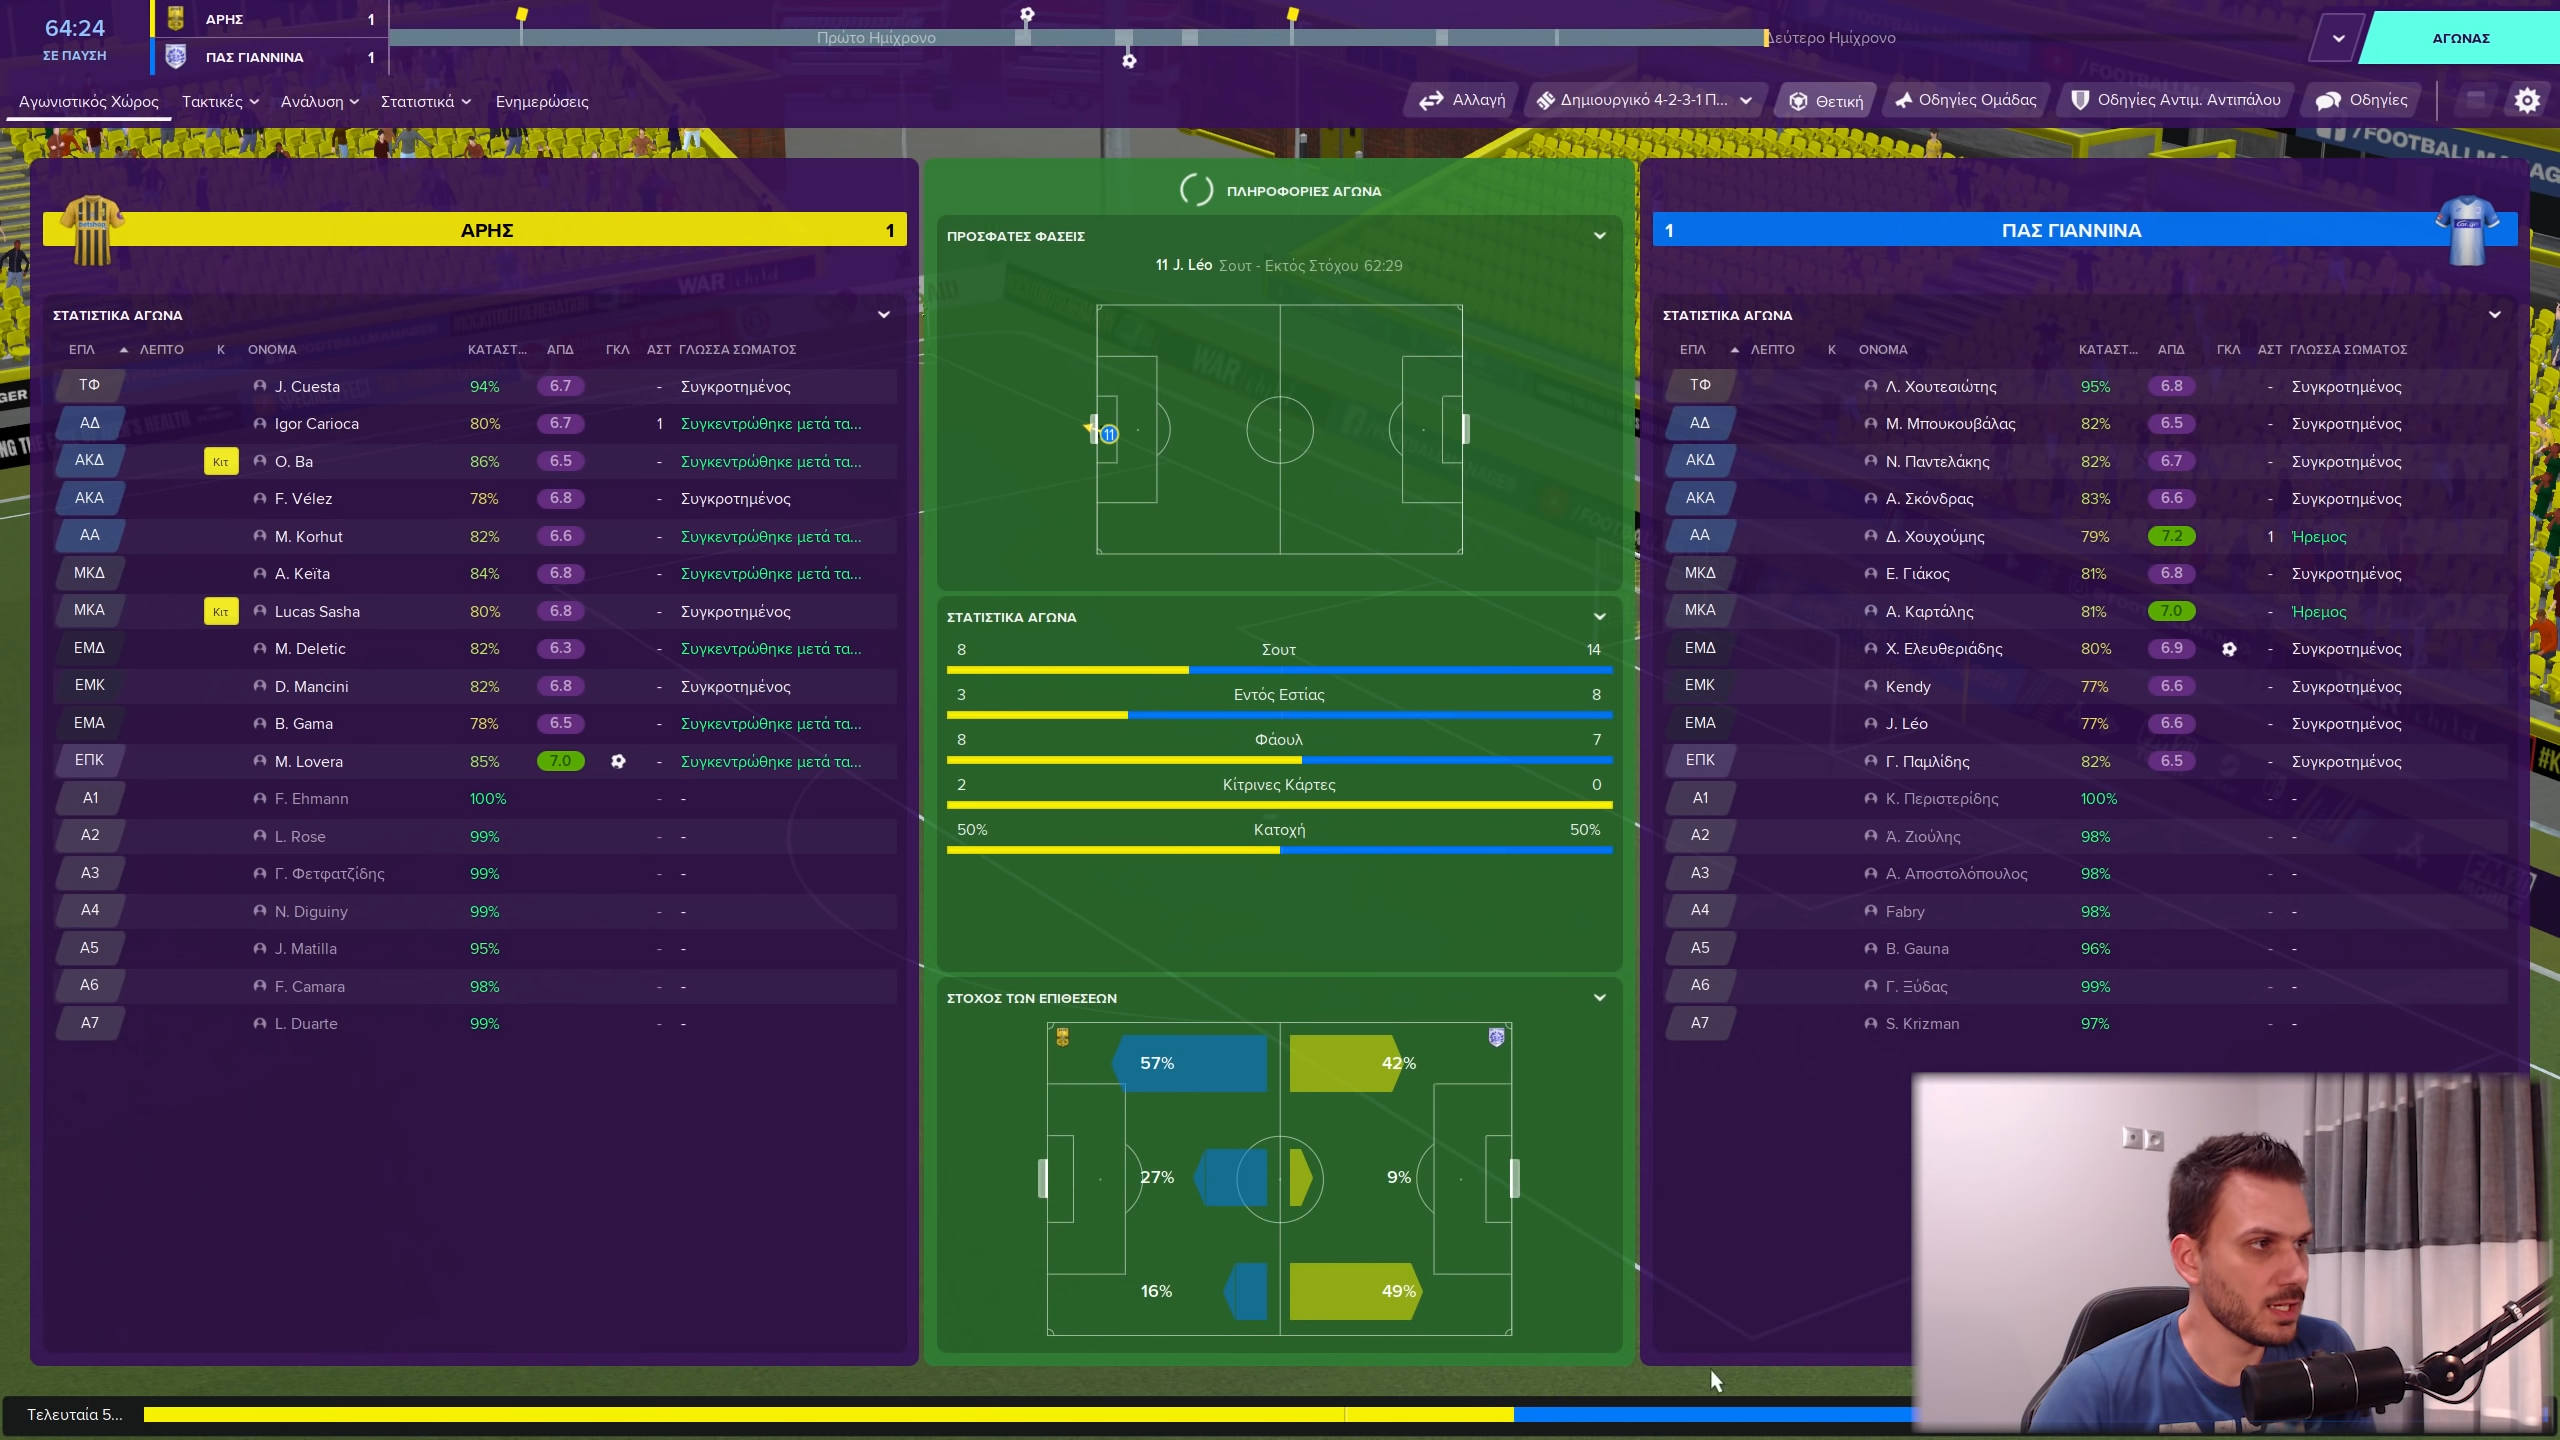 64:24
ΣΕ ΠΑΥΣΗ
ΑΡΗΣ 1
ΠΑΣ ΓΙΑΝΝΙΝΑ 1
Πρώτο Ημίχρονο
Δεύτερο Ημίχρονο
ΑΓΩΝΑΣ
Αγωνιστικός Χώρος Τακτικές Ανάλυση Στατιστικά Ενημερώσεις
Αλλαγή Δημιουργικό 4-2-3-1 Π... Θετική Οδηγίες Ομάδας Οδηγίες Αντιμ. Αντιπάλου Οδηγίες
ΑΡΗΣ 1
ΣΤΑΤΙΣΤΙΚΑ ΑΓΩΝΑ
ΕΠΛ ΛΕΠΤΟ Κ ΟΝΟΜΑ ΚΑΤΑΣΤ... ΑΠΔ ΓΚΛ ΑΣΤ ΓΛΩΣΣΑ ΣΩΜΑΤΟΣ
ΤΦ J. Cuesta 94% 6.7 - Συγκροτημένος
ΑΔ Igor Carioca 80% 6.7 1 Συγκεντρώθηκε μετά τα...
ΑΚΔ Κιτ O. Ba 86% 6.5 - Συγκεντρώθηκε μετά τα...
ΑΚΑ F. Vélez 78% 6.8 - Συγκροτημένος
ΑΑ M. Korhut 82% 6.6 - Συγκεντρώθηκε μετά τα...
ΜΚΔ A. Keïta 84% 6.8 - Συγκεντρώθηκε μετά τα...
ΜΚΑ Κιτ Lucas Sasha 80% 6.8 - Συγκροτημένος
ΕΜΔ M. Deletic 82% 6.3 - Συγκεντρώθηκε μετά τα...
ΕΜΚ D. Mancini 82% 6.8 - Συγκροτημένος
ΕΜΑ B. Gama 78% 6.5 - Συγκεντρώθηκε μετά τα...
ΕΠΚ M. Lovera 85% 7.0 - Συγκεντρώθηκε μετά τα...
Α1 F. Ehmann 100% - -
Α2 L. Rose 99% - -
Α3 Γ. Φετφατζίδης 99% - -
Α4 N. Diguiny 99% - -
Α5 J. Matilla 95% - -
Α6 F. Camara 98% - -
Α7 L. Duarte 99% - -
ΠΛΗΡΟΦΟΡΙΕΣ ΑΓΩΝΑ
ΠΡΟΣΦΑΤΕΣ ΦΑΣΕΙΣ
11 J. Léo Σουτ - Εκτός Στόχου 62:29
11
ΣΤΑΤΙΣΤΙΚΑ ΑΓΩΝΑ
8 Σουτ 14
3 Εντός Εστίας 8
8 Φάουλ 7
2 Κίτρινες Κάρτες 0
50% Κατοχή 50%
ΣΤΟΧΟΣ ΤΩΝ ΕΠΙΘΕΣΕΩΝ
57% 42%
27% 9%
16% 49%
1 ΠΑΣ ΓΙΑΝΝΙΝΑ
ΣΤΑΤΙΣΤΙΚΑ ΑΓΩΝΑ
ΕΠΛ ΛΕΠΤΟ Κ ΟΝΟΜΑ ΚΑΤΑΣΤ... ΑΠΔ ΓΚΛ ΑΣΤ ΓΛΩΣΣΑ ΣΩΜΑΤΟΣ
ΤΦ Λ. Χουτεσιώτης 95% 6.8 - Συγκροτημένος
ΑΔ Μ. Μπουκουβάλας 82% 6.5 - Συγκροτημένος
ΑΚΔ Ν. Παντελάκης 82% 6.7 - Συγκροτημένος
ΑΚΑ Α. Σκόνδρας 83% 6.6 - Συγκροτημένος
ΑΑ Δ. Χουχούμης 79% 7.2 1 Ήρεμος
ΜΚΔ Ε. Γιάκος 81% 6.8 - Συγκροτημένος
ΜΚΑ Α. Καρτάλης 81% 7.0 - Ήρεμος
ΕΜΔ Χ. Ελευθεριάδης 80% 6.9 - Συγκροτημένος
ΕΜΚ Kendy 77% 6.6 - Συγκροτημένος
ΕΜΑ J. Léo 77% 6.6 - Συγκροτημένος
ΕΠΚ Γ. Παμλίδης 82% 6.5 - Συγκροτημένος
Α1 Κ. Περιστερίδης 100% - -
Α2 Ά. Ζιούλης 98% - -
Α3 Α. Αποστολόπουλος 98% - -
Α4 Fabry 98% - -
Α5 B. Gauna 96% - -
Α6 Γ. Ξύδας 99% - -
Α7 S. Krizman 97% - -
Τελευταία 5...